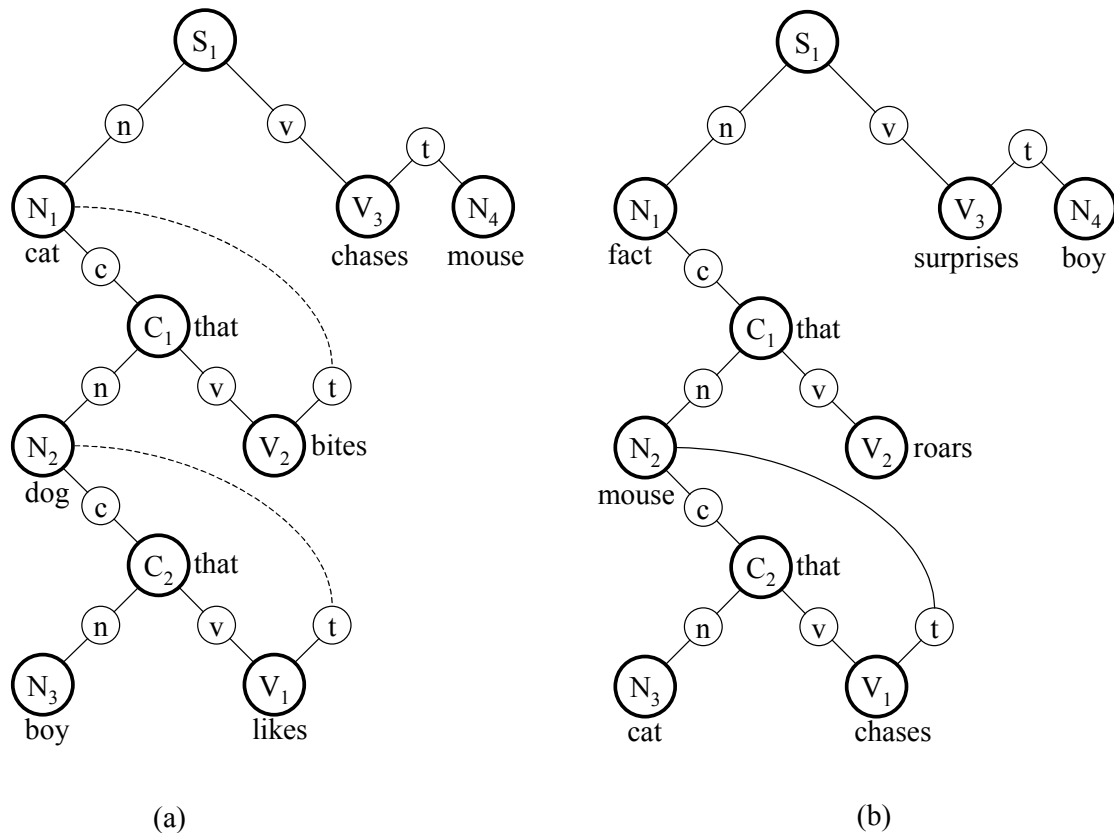 S1 S1
n v t n v t
N1 V3 N4 N1 V3 N4
cat chases mouse fact surprises boy
c c
C1 that C1 that
n v t n v
N2 V2 bites N2 V2 roars
dog mouse
c c
C2 that C2 that
n v t n v t
N3 V1 N3 V1
boy likes cat chases
(a) (b)